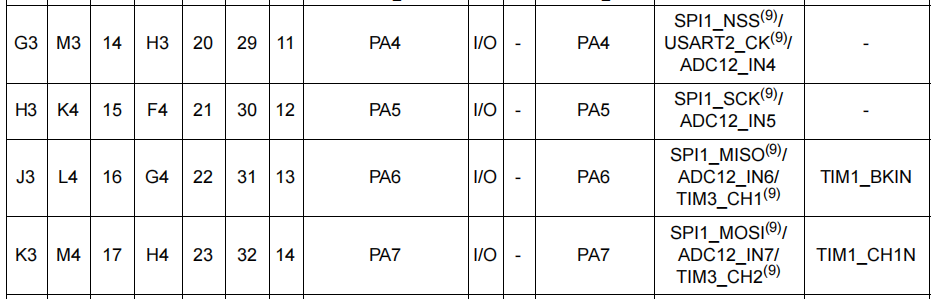 G3 M3 14 H3 20 29 11 PA4 I/O - PA4 SPI1_NSS(9)/
USART2_CK(9)/
ADC12_IN4 -
H3 K4 15 F4 21 30 12 PA5 I/O - PA5 SPI1_SCK(9)/
ADC12_IN5 -
J3 L4 16 G4 22 31 13 PA6 I/O - PA6 SPI1_MISO(9)/
ADC12_IN6/
TIM3_CH1(9) TIM1_BKIN
K3 M4 17 H4 23 32 14 PA7 I/O - PA7 SPI1_MOSI(9)/
ADC12_IN7/
TIM3_CH2(9) TIM1_CH1N